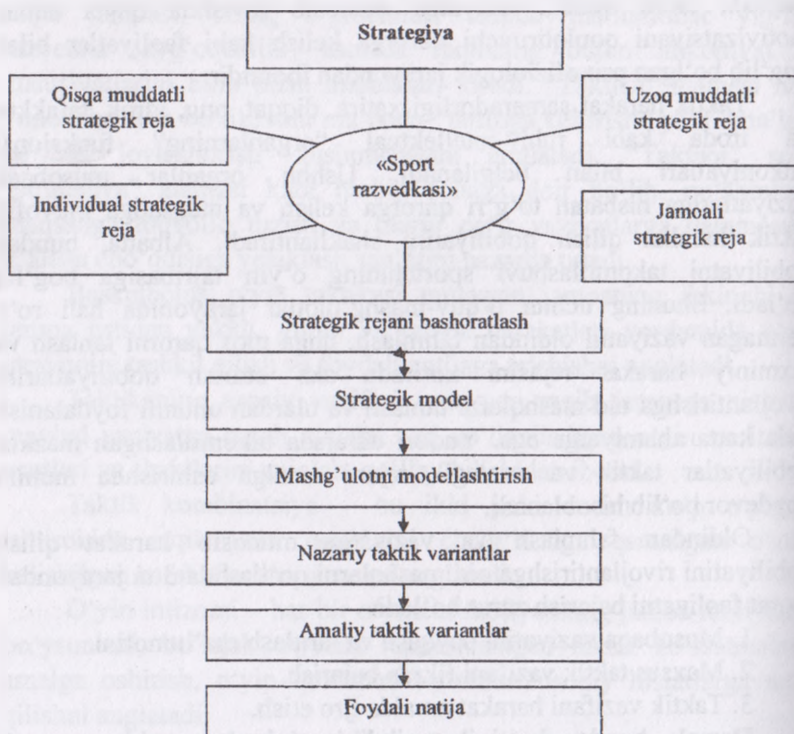 Strategiya
Qisqa muddatli
strategik reja
Uzoq muddatli
strategik reja
«Sport
razvedkasi»
Individual strategik
reja
Jamoali
strategik reja
Strategik rejani bashoratlash
Strategik model
Mashg'ulotni modellashtirish
Nazariy taktik variantlar
Amaliy taktik variantlar
Foydali natija